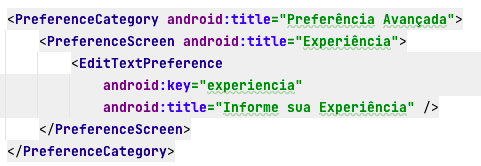 <PreferenceCategory android:title="Preferência Avançada">
<PreferenceScreen android:title="Experiência">
<EditTextPreference
android:key="experiencia"
android:title="Informe sua Experiência" />
</PreferenceScreen>
</PreferenceCategory>